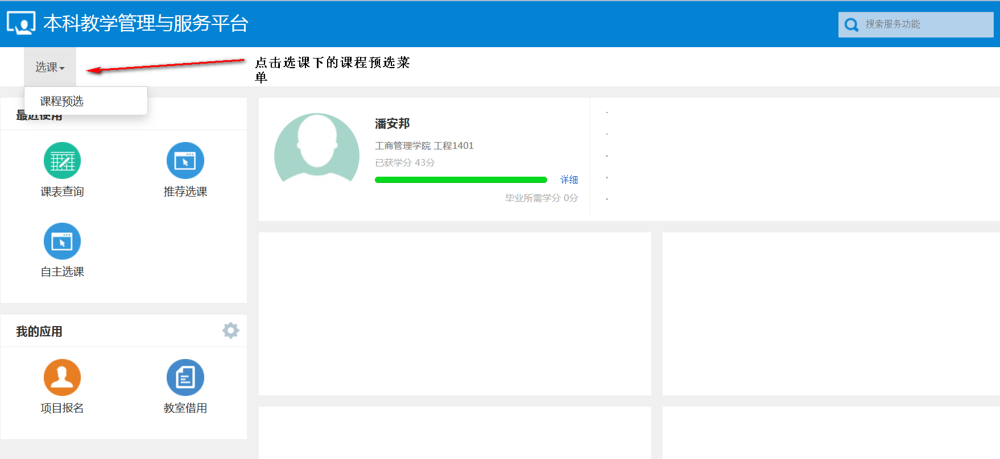 本科教学管理与服务平台
搜索服务功能
选课
点击选课下的课程预选菜
单
课程预选
最近使用
课表查询
推荐选课
自主选课
我的应用
项目报名
教室借用
潘安邦
工商管理学院 工程1401
已获学分 43分
详细
毕业所需学分 0分